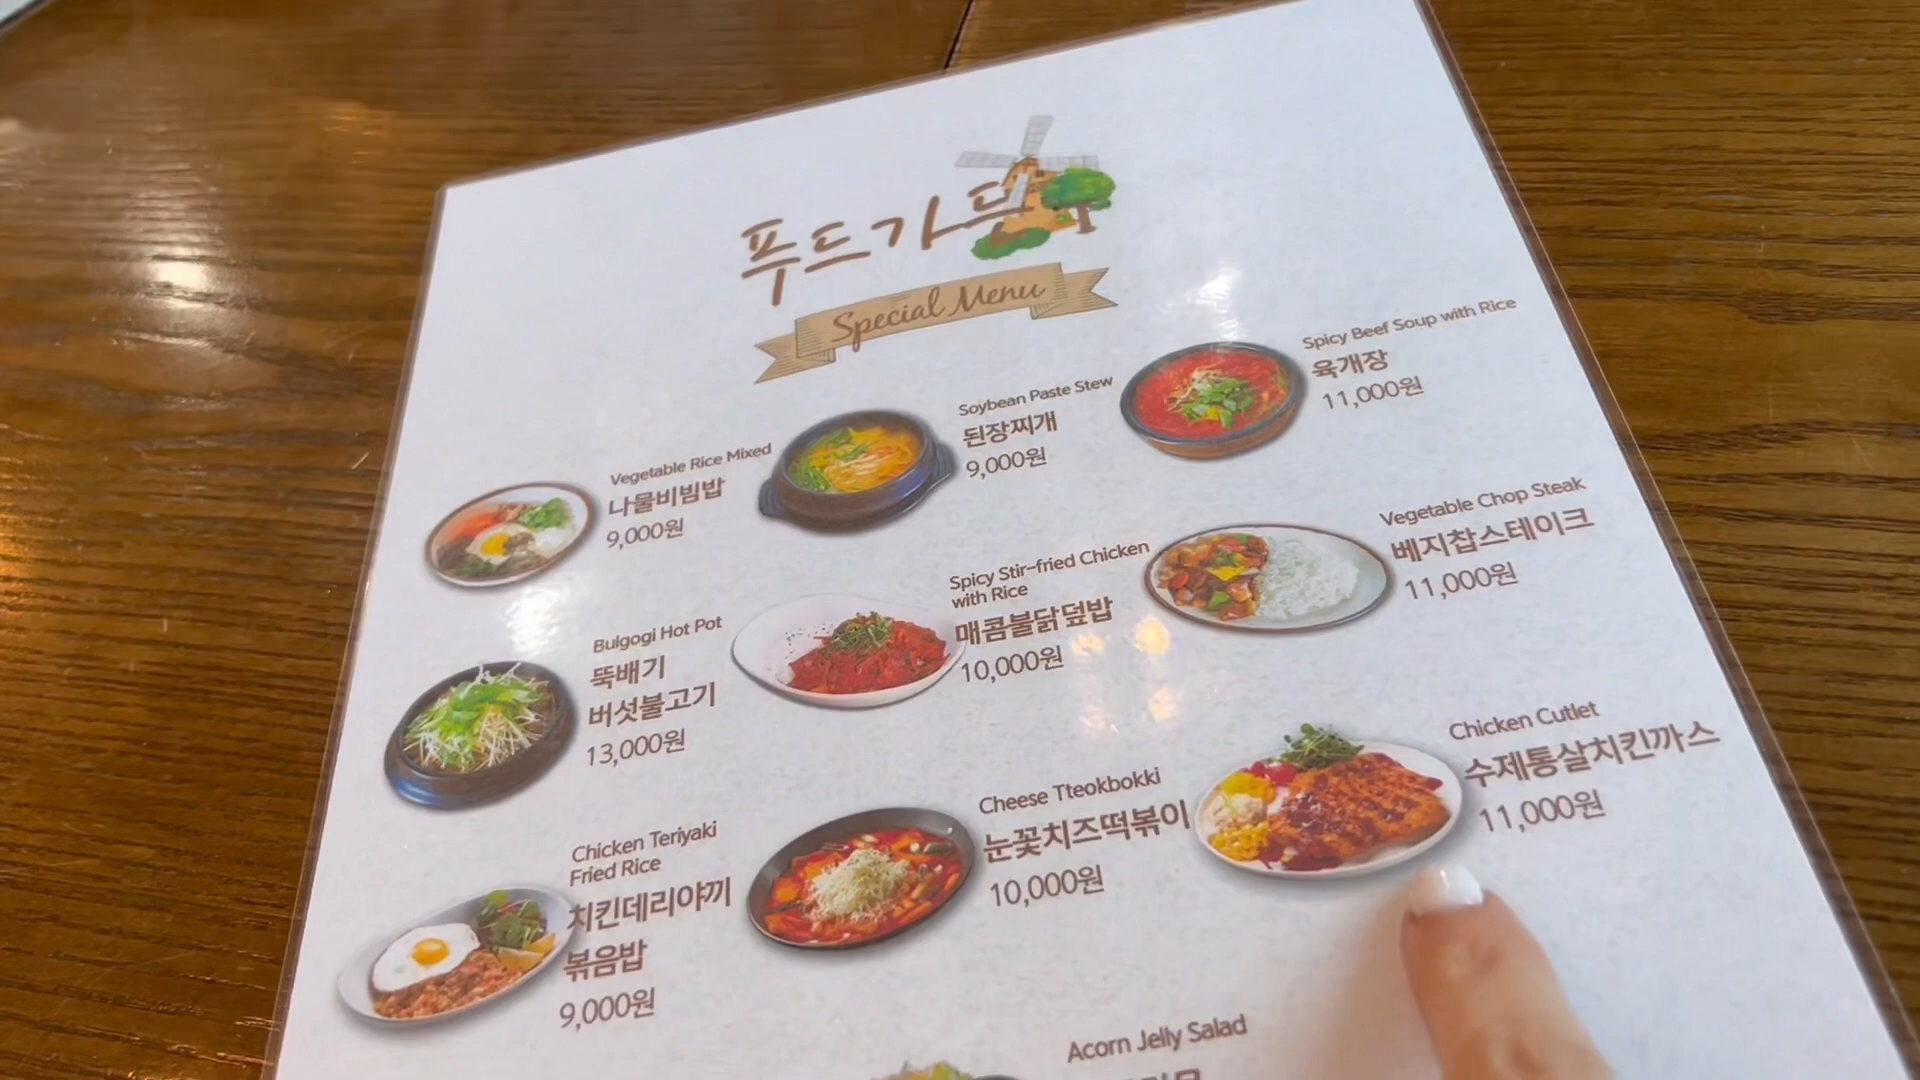 푸드가든
Special Menu
Vegetable Rice Mixed
나물비빔밥
9,000원
Soybean Paste Stew
된장찌개
9,000원
Spicy Beef Soup with Rice
육개장
11,000원
Bulgogi Hot Pot
뚝배기
버섯불고기
13,000원
Spicy Stir-fried Chicken
with Rice
매콤불닭덮밥
10,000원
Vegetable Chop Steak
베지찹스테이크
11,000원
Chicken Teriyaki
Fried Rice
치킨데리야끼
볶음밥
9,000원
Cheese Tteokbokki
눈꽃치즈떡볶이
10,000원
Chicken Cutlet
수제통살치킨까스
11,000원
Acorn Jelly Salad